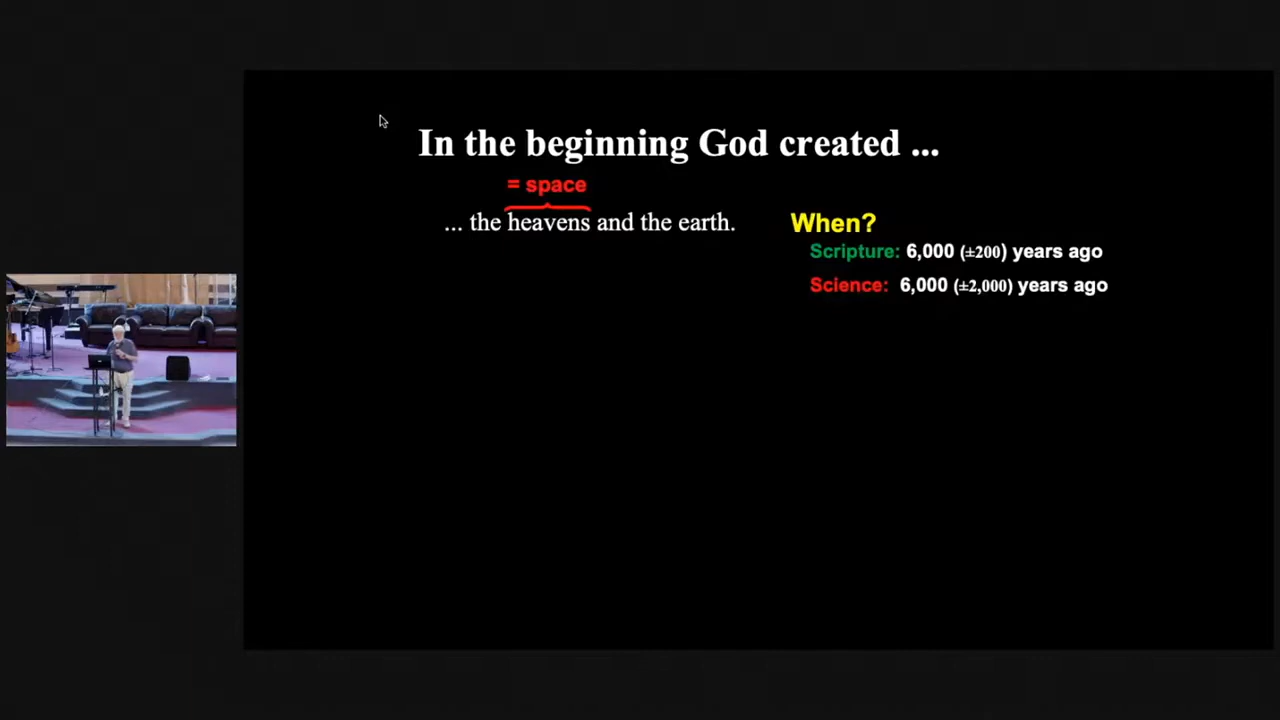 In the beginning God created ...
= space
... the heavens and the earth.
When?
Scripture: 6,000 (±200) years ago
Science: 6,000 (±2,000) years ago